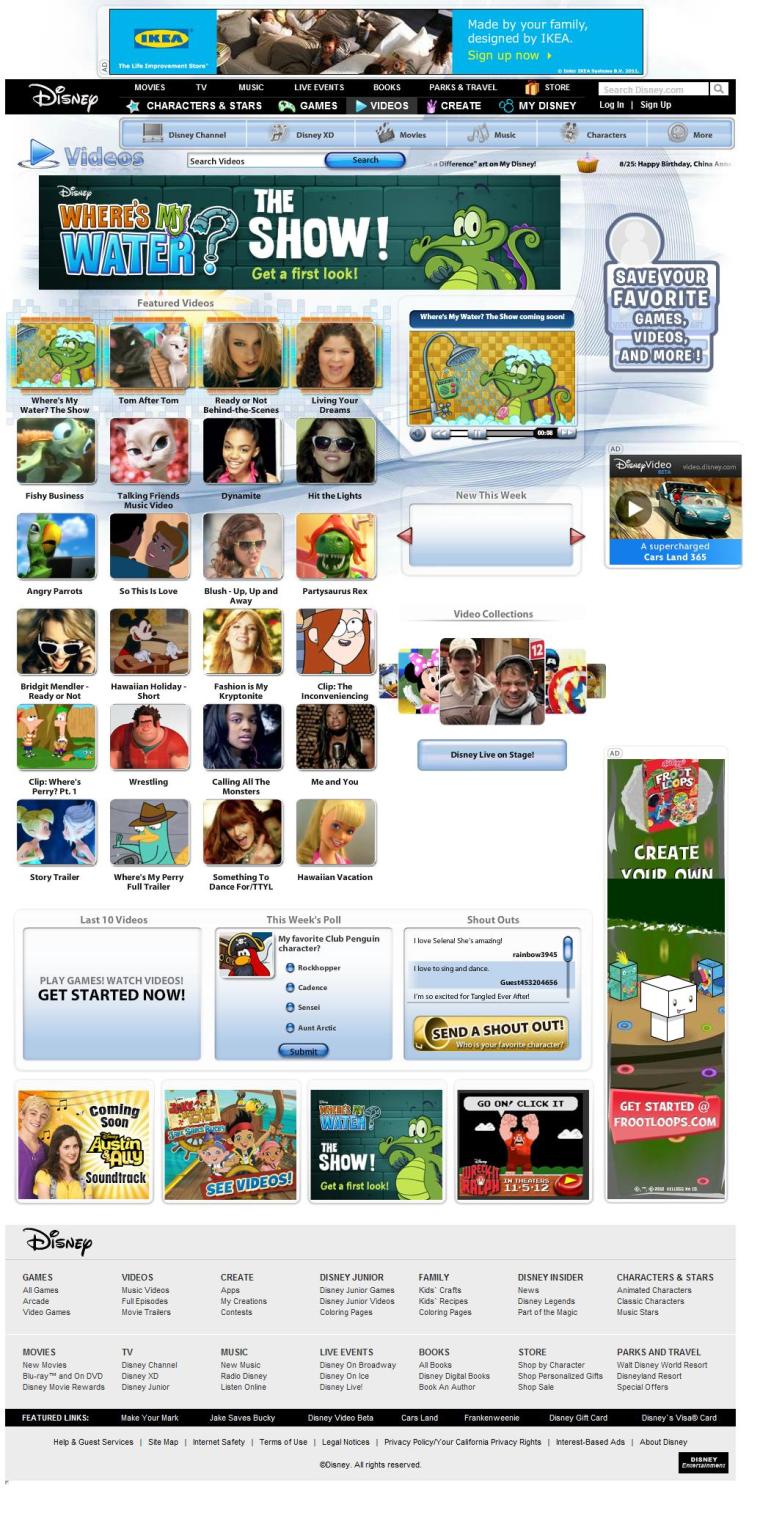 IKEA
The Life Improvement Store™
Made by your family,
designed by IKEA.
Sign up now
© Inter IKEA Systems B.V. 2011.
AD
Disney
MOVIES TV MUSIC LIVE EVENTS BOOKS PARKS & TRAVEL STORE
Search Disney.com
CHARACTERS & STARS GAMES VIDEOS CREATE MY DISNEY
Log In | Sign Up
Disney Channel Disney XD Movies Music Characters More
Videos
Search Videos
Search
a Difference" art on My Disney!
8/25: Happy Birthday, China Ann
Disney
WHERE'S MY WATER?
THE SHOW!
Get a first look!
SAVE YOUR
FAVORITE
GAMES,
VIDEOS,
AND MORE!
Featured Videos
Where's My
Water? The Show
Tom After Tom
Ready or Not
Behind-the-Scenes
Living Your
Dreams
Fishy Business
Talking Friends
Music Video
Dynamite
Hit the Lights
Angry Parrots
So This Is Love
Blush - Up, Up and
Away
Partysaurus Rex
Bridgit Mendler -
Ready or Not
Hawaiian Holiday -
Short
Fashion is My
Kryptonite
Clip: The
Inconveniencing
Clip: Where's
Perry? Pt. 1
Wrestling
Calling All The
Monsters
Me and You
Story Trailer
Where's My Perry
Full Trailer
Something To
Dance For/TTYL
Hawaiian Vacation
Where's My Water? The Show coming soon!
New This Week
Video Collections
12
Disney Live on Stage!
AD
Disney Video
BETA
video.disney.com
A supercharged
Cars Land 365
AD
Kellogg's
FROOT
LOOPS
CREATE
YOUR OWN
GET STARTED @
FROOTLOOPS.COM
Last 10 Videos
PLAY GAMES! WATCH VIDEOS!
GET STARTED NOW!
This Week's Poll
My favorite Club Penguin
character?
Rockhopper
Cadence
Sensei
Aunt Arctic
Submit
Shout Outs
I love Selena! She's amazing!
rainbow3945
I love to sing and dance.
Guest453204656
I'm so excited for Tangled Ever After!
SEND A SHOUT OUT!
Who is your favorite character?
Coming
Soon
Disney
Austin
& Ally
Soundtrack
SEE VIDEOS!
Disney
WHERE'S MY
WATER?
THE
SHOW!
Get a first look!
GO ON! CLICK IT
Disney
WRECK-IT
RALPH
IN THEATERS
11·5·12
Disney
GAMES VIDEOS CREATE DISNEY JUNIOR FAMILY DISNEY INSIDER CHARACTERS & STARS
All Games Music Videos Apps Disney Junior Games Kids` Crafts News Animated Characters
Arcade Full Episodes My Creations Disney Junior Videos Kids` Recipes Disney Legends Classic Characters
Video Games Movie Trailers Contests Coloring Pages Coloring Pages Part of the Magic Music Stars
MOVIES TV MUSIC LIVE EVENTS BOOKS STORE PARKS AND TRAVEL
New Movies Disney Channel New Music Disney On Broadway All Books Shop by Character Walt Disney World Resort
Blu-ray™ and On DVD Disney XD Radio Disney Disney On Ice Disney Digital Books Shop Personalized Gifts Disneyland Resort
Disney Movie Rewards Disney Junior Listen Online Disney Live! Book An Author Shop Sale Special Offers
FEATURED LINKS: Make Your Mark Jake Saves Bucky Disney Video Beta Cars Land Frankenweenie Disney Gift Card Disney`s Visa® Card
Help & Guest Services | Site Map | Internet Safety | Terms of Use | Legal Notices | Privacy Policy/Your California Privacy Rights | Interest-Based Ads | About Disney
©Disney. All rights reserved.
DISNEY
Entertainment